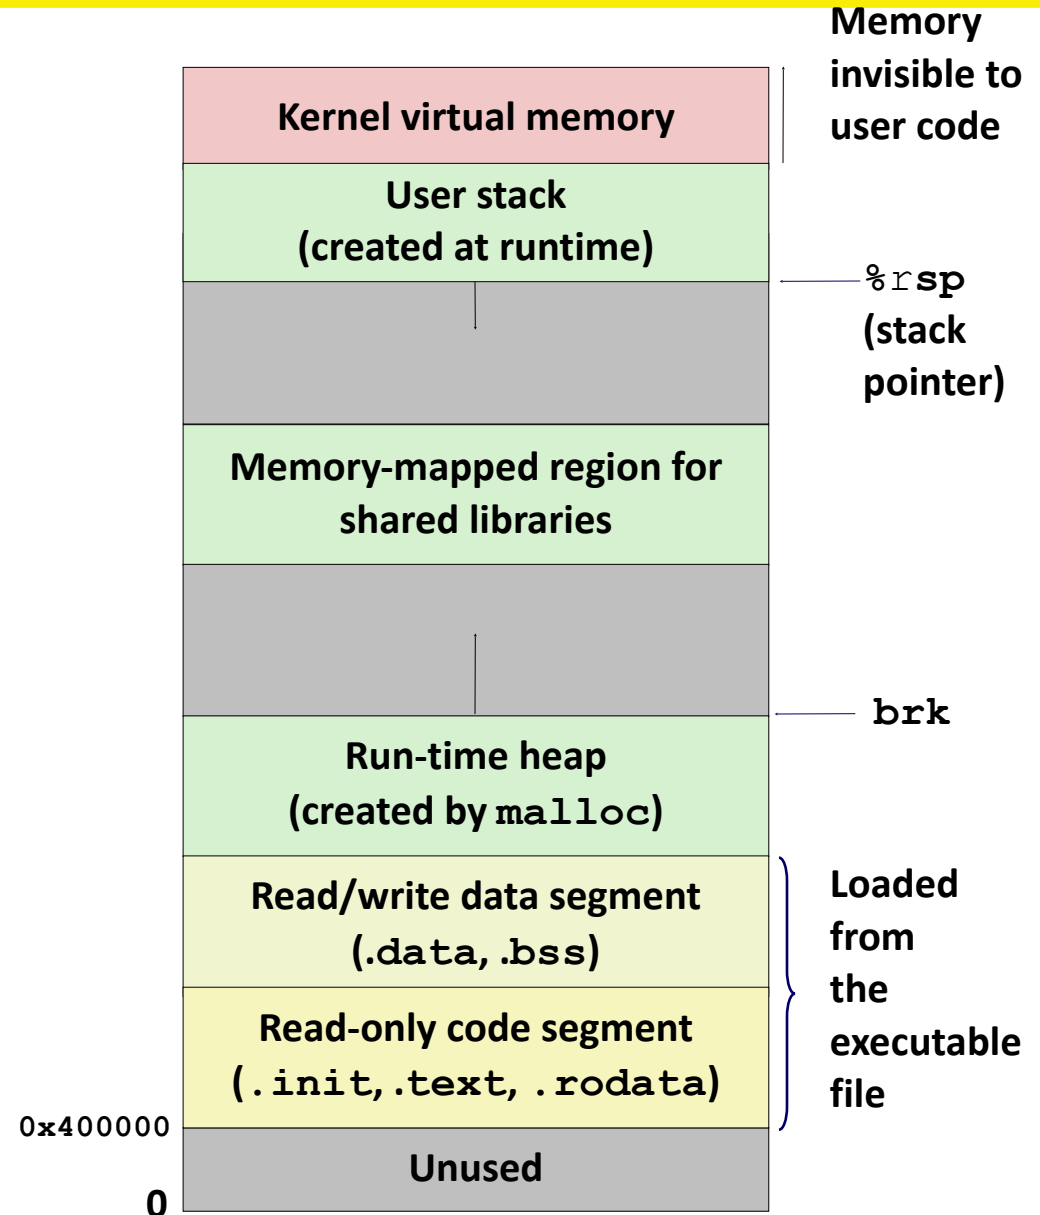 Memory
invisible to
user code
Kernel virtual memory
User stack
(created at runtime)
%rsp
(stack
pointer)
Memory-mapped region for
shared libraries
brk
Run-time heap
(created by malloc)
Read/write data segment
(.data, .bss)
Loaded
from
the
executable
file
Read-only code segment
(.init, .text, .rodata)
0x400000
Unused
0